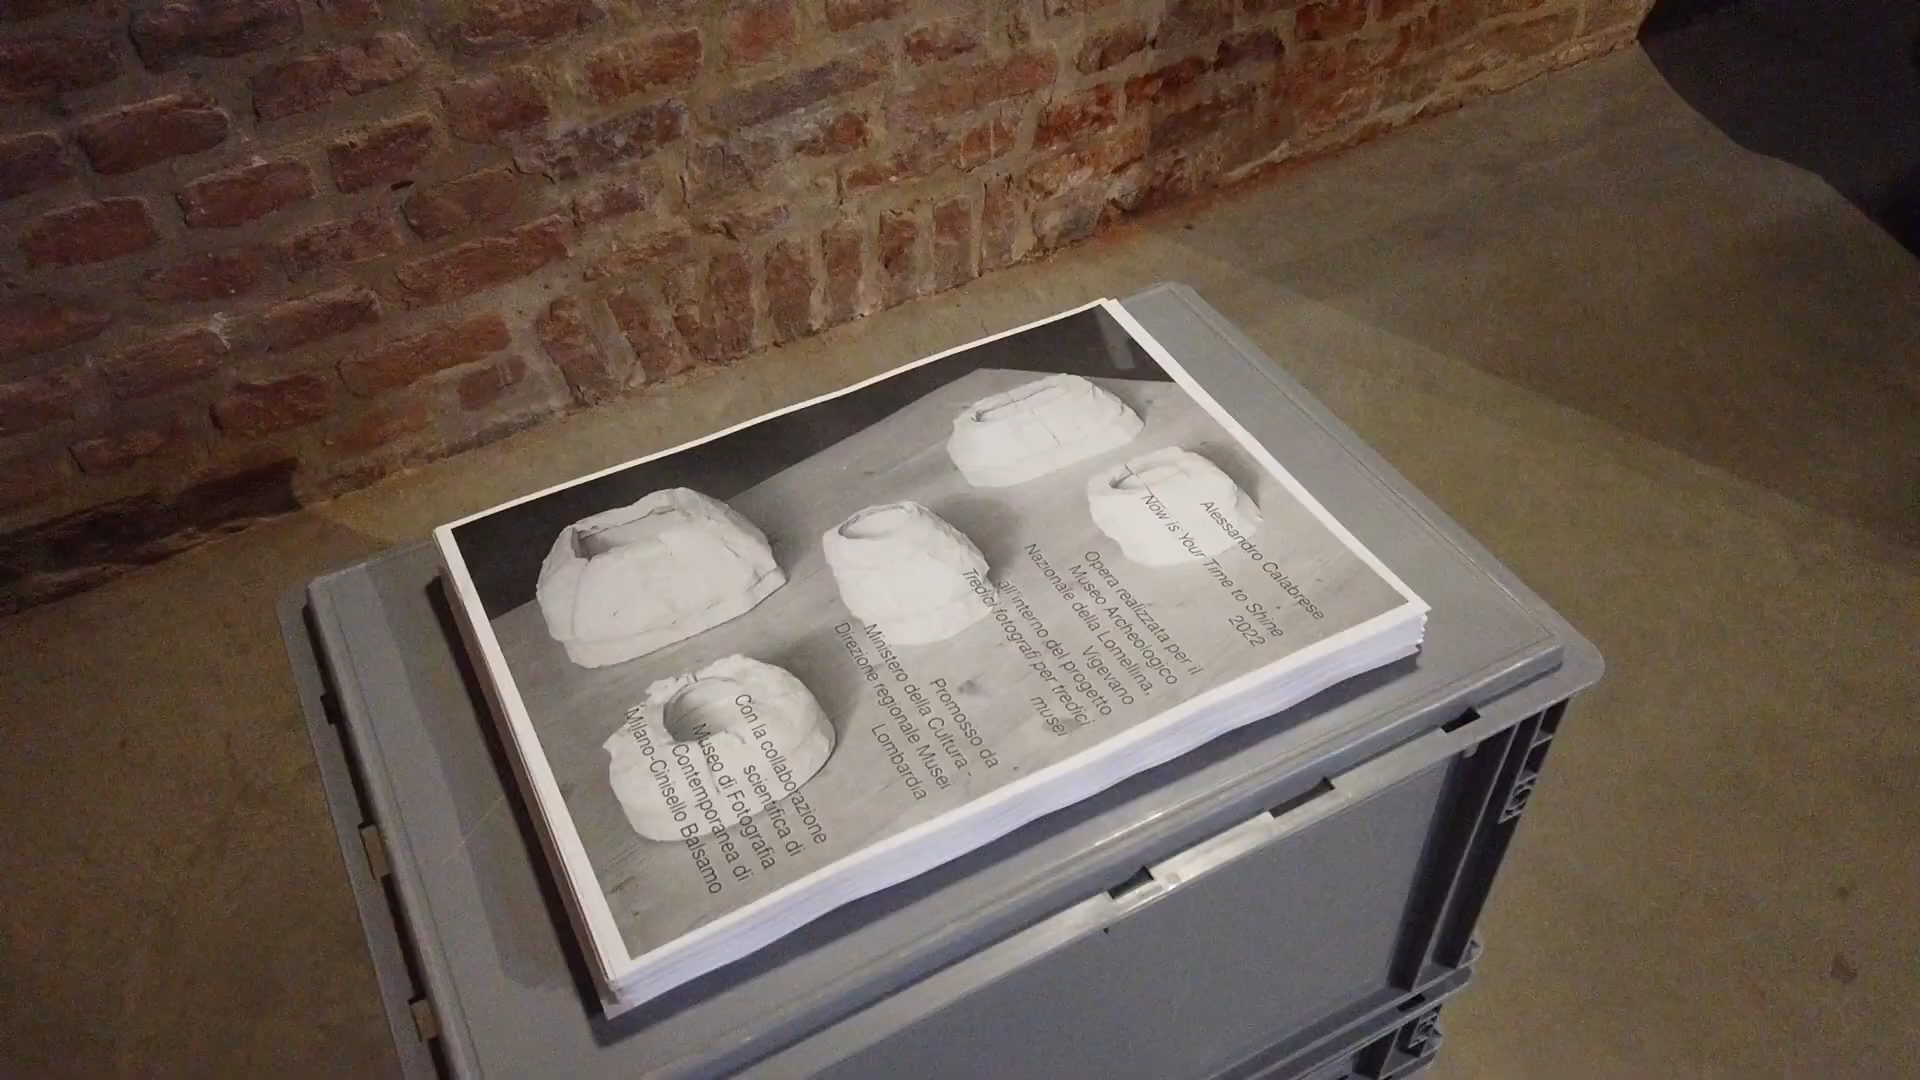 Alessandro Calabrese
Now is Your Time to Shine
2022
Opera realizzata per il
Museo Archeologico
Nazionale della Lomellina,
Vigevano
all'interno del progetto
Tredici fotografi per tredici
musei
Promosso da
Ministero della Cultura -
Direzione regionale Musei
Lombardia
Con la collaborazione
scientifica di
Museo di Fotografia
Contemporanea di
Milano-Cinisello Balsamo